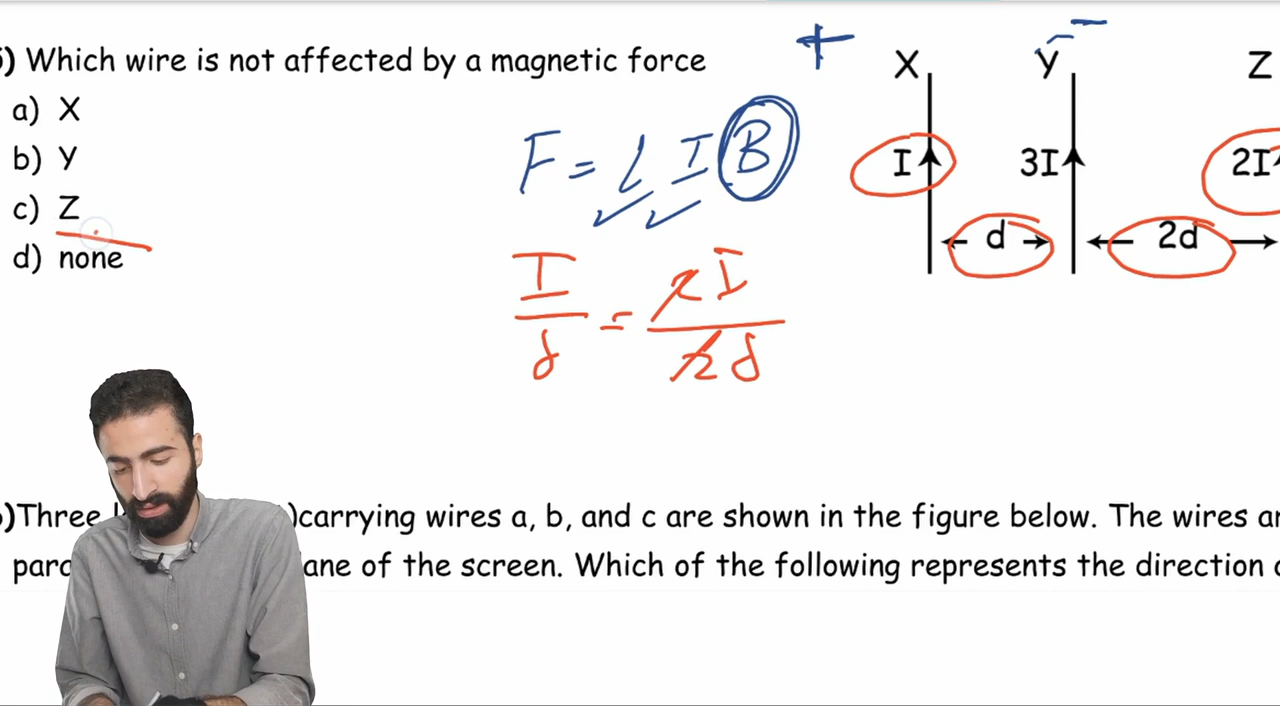 5) Which wire is not affected by a magnetic force
a) X
b) Y
c) Z
d) none
F = l I B
I/d = 2I/2d
+
X
Y
Z
I
3I
2I
d
2d
)Three )carrying wires a, b, and c are shown in the figure below. The wires ar
para ane of the screen. Which of the following represents the direction o